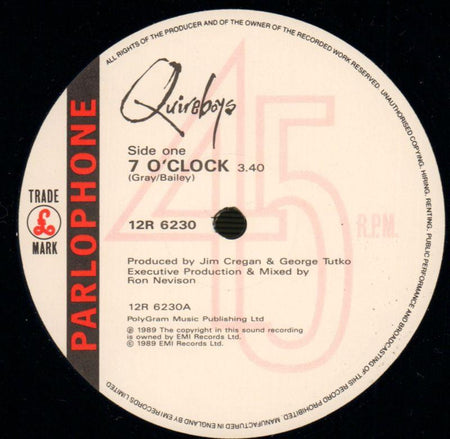 ALL RIGHTS OF THE PRODUCER AND OF THE OWNER OF THE RECORDED WORK RESERVED. UNAUTHORISED COPYING, HIRING, RENTING, PUBLIC PERFORMANCE AND BROADCASTING OF THIS RECORD PROHIBITED. MANUFACTURED IN ENGLAND BY EMI RECORDS LIMITED.
Quireboys
Side one
7 O'CLOCK 3.40
(Gray/Bailey)
TRADE
MARK
PARLOPHONE
12R 6230
45
R.P.M.
Produced by Jim Cregan & George Tutko
Executive Production & Mixed by
Ron Nevison
12R 6230A
PolyGram Music Publishing Ltd
℗ 1989 The copyright in this sound recording
is owned by EMI Records Ltd.
© 1989 EMI Records Ltd.